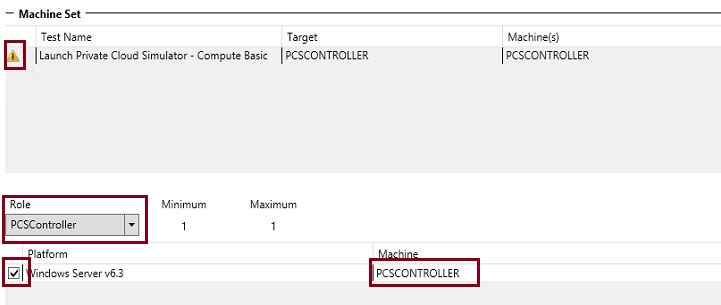 Machine Set
Test Name Target Machine(s)
Launch Private Cloud Simulator - Compute Basic PCSCONTROLLER PCSCONTROLLER
Role Minimum Maximum
PCSController 1 1
Platform Machine
Windows Server v6.3 PCSCONTROLLER